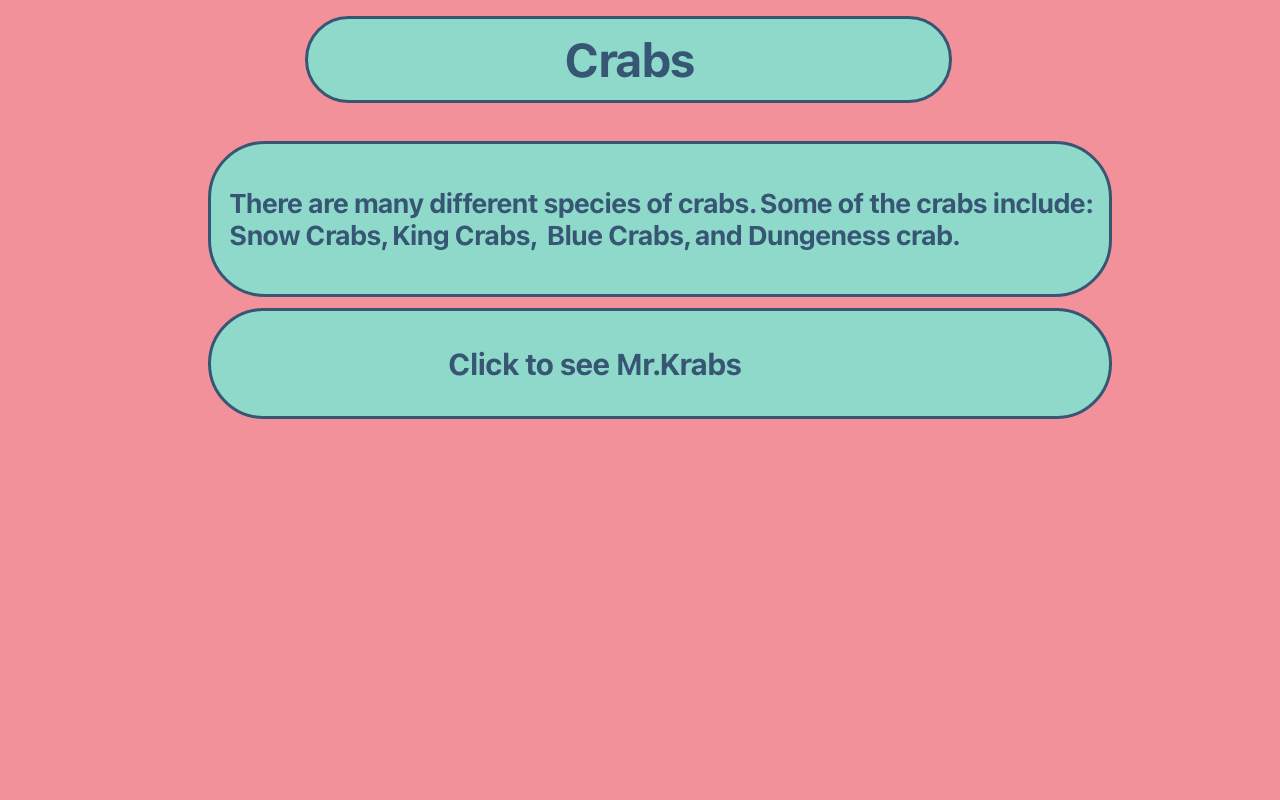 Crabs
There are many different species of crabs. Some of the crabs include:
Snow Crabs, King Crabs,  Blue Crabs, and Dungeness crab.
Click to see Mr.Krabs